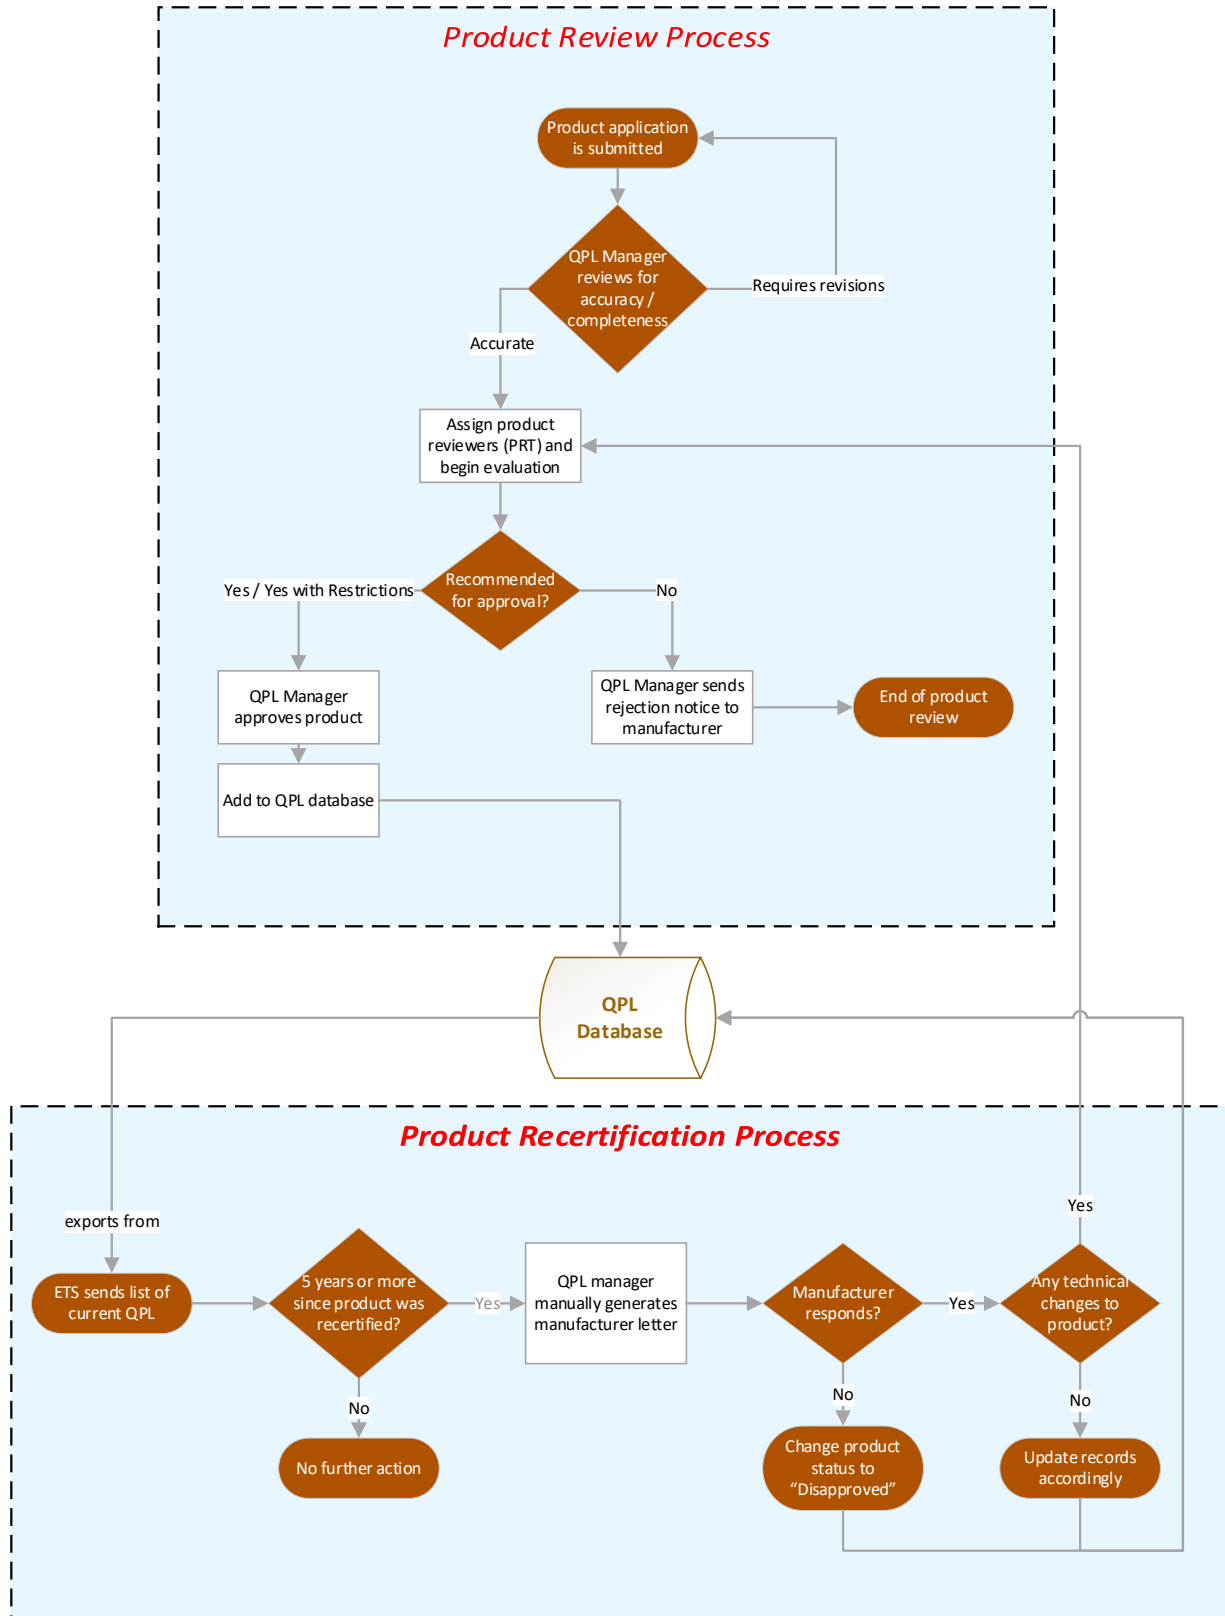 Product Review Process
Product application
is submitted
QPL Manager
reviews for
accuracy /
completeness
Requires revisions
Accurate
Assign product
reviewers (PRT) and
begin evaluation
Recommended
for approval?
Yes / Yes with Restrictions
No
QPL Manager
approves product
QPL Manager sends
rejection notice to
manufacturer
End of product
review
Add to QPL database
QPL
Database
Product Recertification Process
exports from
Yes
ETS sends list of
current QPL
5 years or more
since product was
recertified?
Yes
QPL manager
manually generates
manufacturer letter
Manufacturer
responds?
Yes
Any technical
changes to
product?
No
No
No
No further action
Change product
status to
“Disapproved”
Update records
accordingly